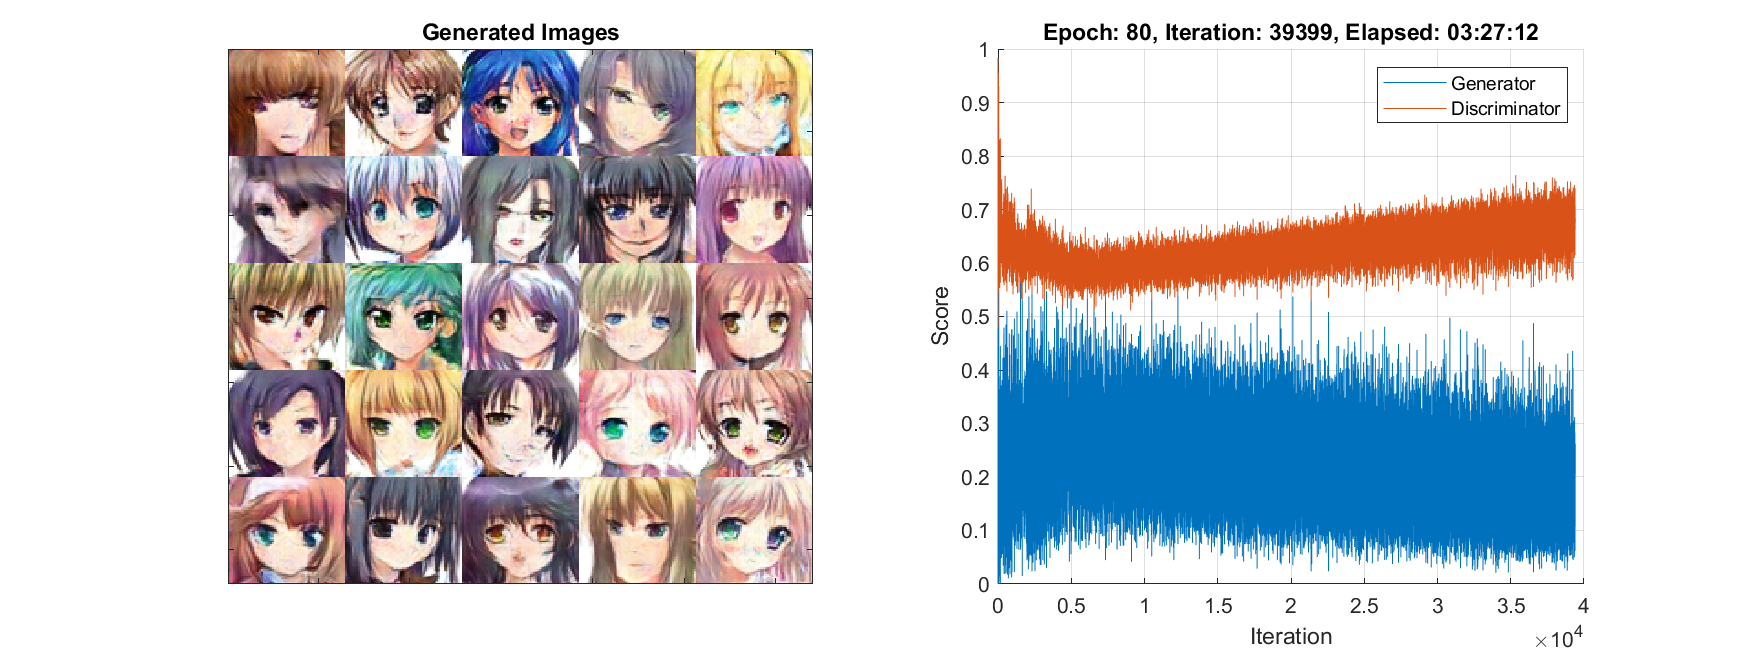 Generated Images
Epoch: 80, Iteration: 39399, Elapsed: 03:27:12
Generator
Discriminator
1
0.9
0.8
0.7
0.6
0.5
0.4
0.3
0.2
0.1
0
Score
0 0.5 1 1.5 2 2.5 3 3.5 4
Iteration
×10⁴